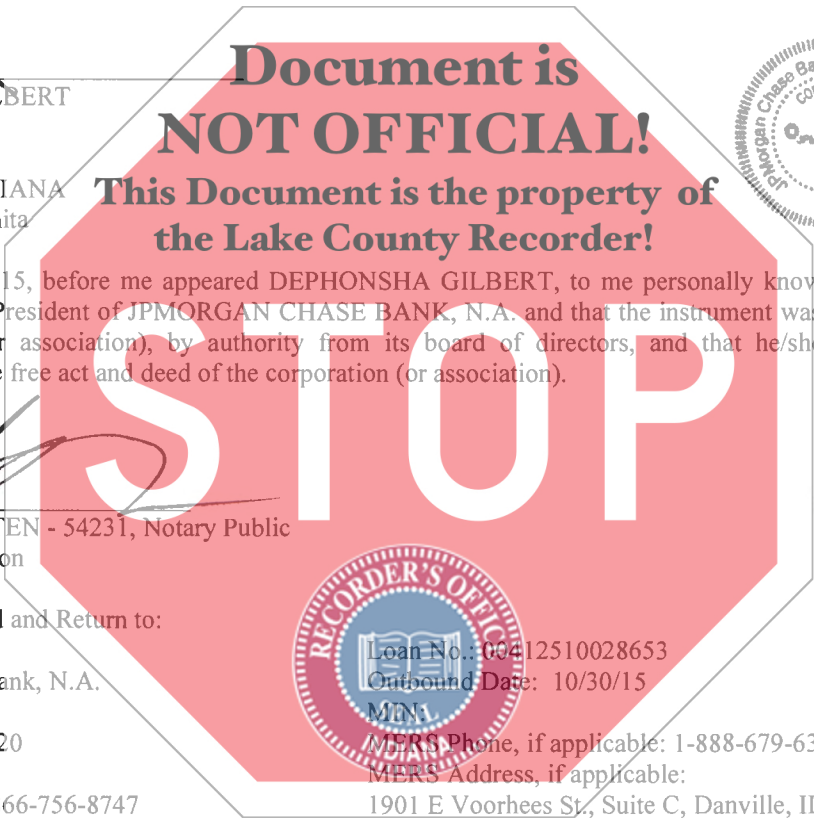 Document is
NOT OFFICIAL!
This Document is the property of
the Lake County Recorder!
BERT
IANA
ita
15, before me appeared DEPHONSHA GILBERT, to me personally know
President of JPMORGAN CHASE BANK, N.A. and that the instrument was
r association), by authority from its board of directors, and that he/she
e free act and deed of the corporation (or association).
STOP
EN - 54231, Notary Public
on
d and Return to:
ank, N.A.
20
66-756-8747
Loan No.: 00412510028653
Outbound Date: 10/30/15
MIN:
MERS Phone, if applicable: 1-888-679-63
MERS Address, if applicable:
1901 E Voorhees St., Suite C, Danville, Il
RECORDER'S OFFICE
SEAL
INDIANA
JPMorgan Chase Ba